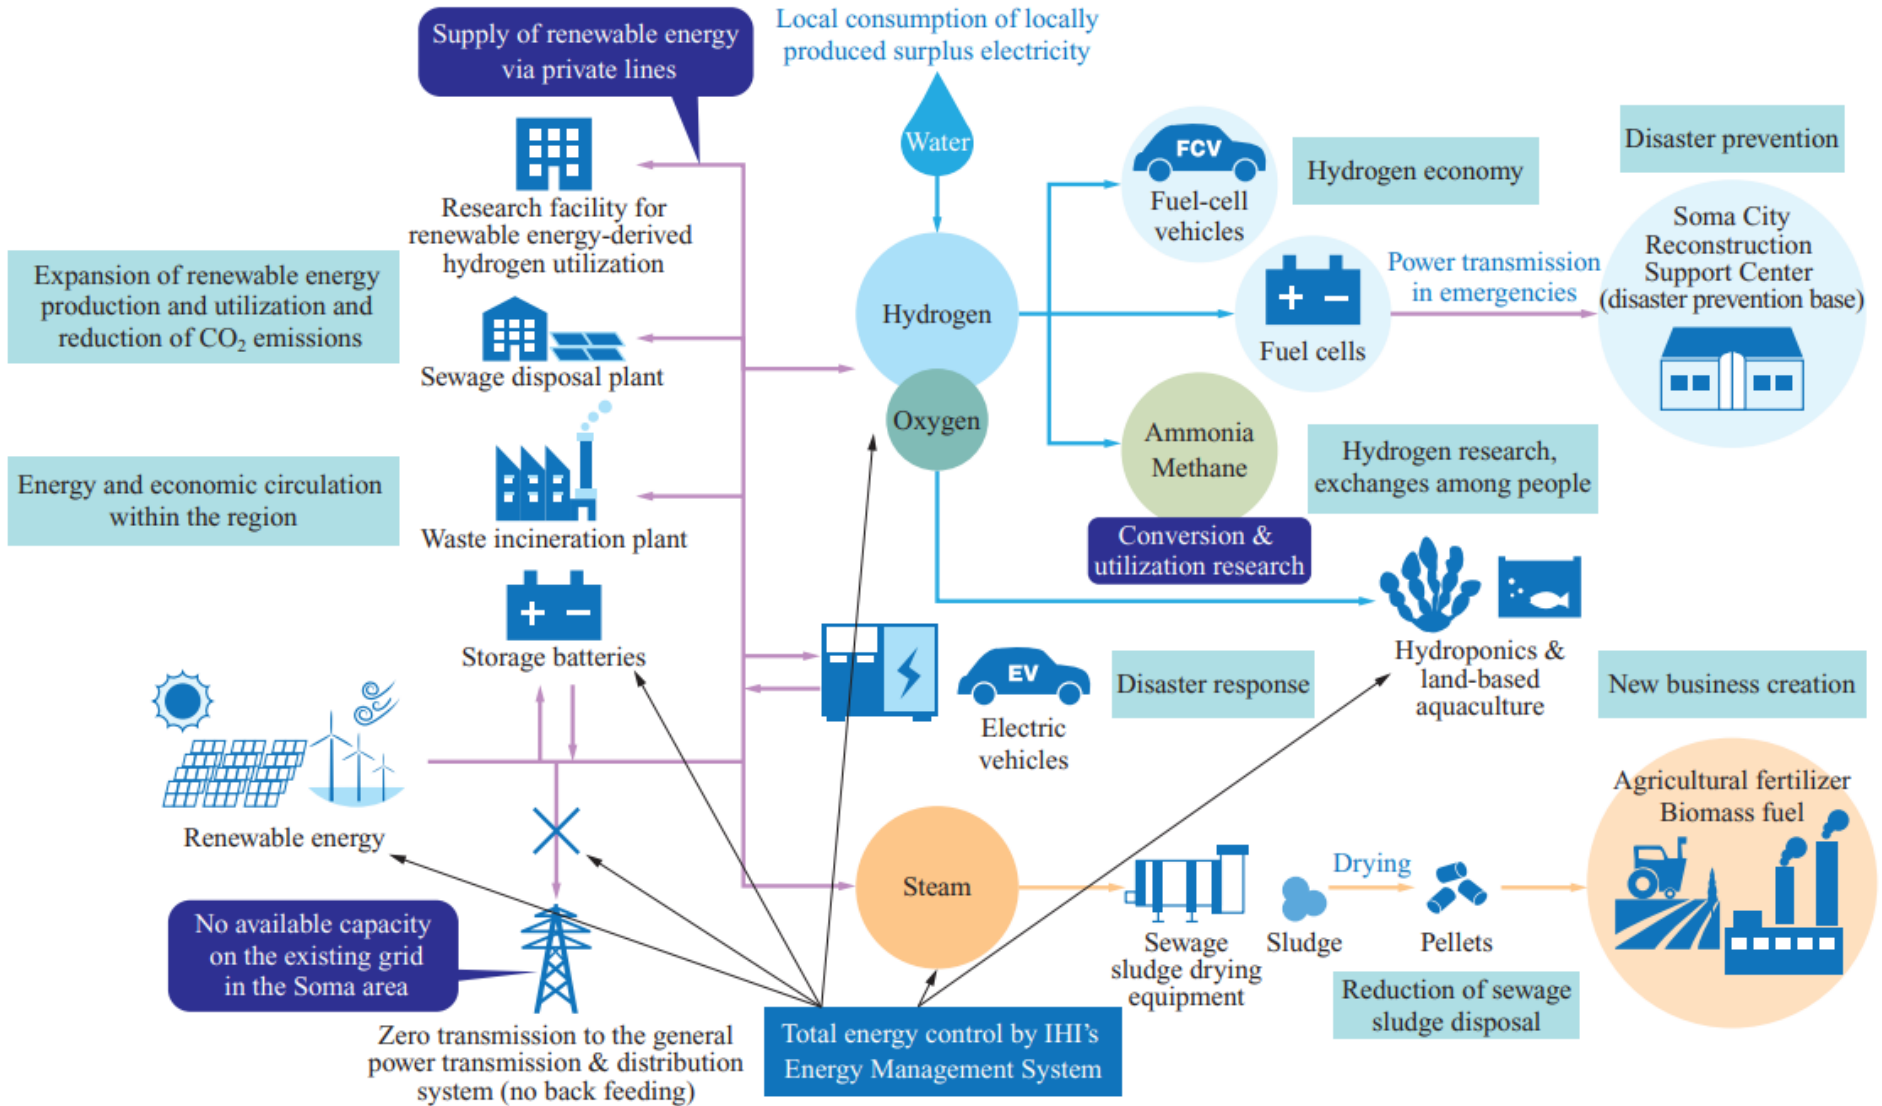 Supply of renewable energy
via private lines
Local consumption of locally
produced surplus electricity
Water
Research facility for
renewable energy-derived
hydrogen utilization
Expansion of renewable energy
production and utilization and
reduction of CO₂ emissions
Sewage disposal plant
Energy and economic circulation
within the region
Waste incineration plant
Storage batteries
Renewable energy
No available capacity
on the existing grid
in the Soma area
Zero transmission to the general
power transmission & distribution
system (no back feeding)
Hydrogen
Oxygen
FCV
Fuel-cell
vehicles
Hydrogen economy
Disaster prevention
Fuel cells
Power transmission
in emergencies
Soma City
Reconstruction
Support Center
(disaster prevention base)
Ammonia
Methane
Hydrogen research,
exchanges among people
Conversion &
utilization research
Hydroponics &
land-based
aquaculture
EV
Electric
vehicles
Disaster response
New business creation
Steam
Sewage
sludge drying
equipment
Sludge
Drying
Pellets
Agricultural fertilizer
Biomass fuel
Reduction of sewage
sludge disposal
Total energy control by IHI's
Energy Management System